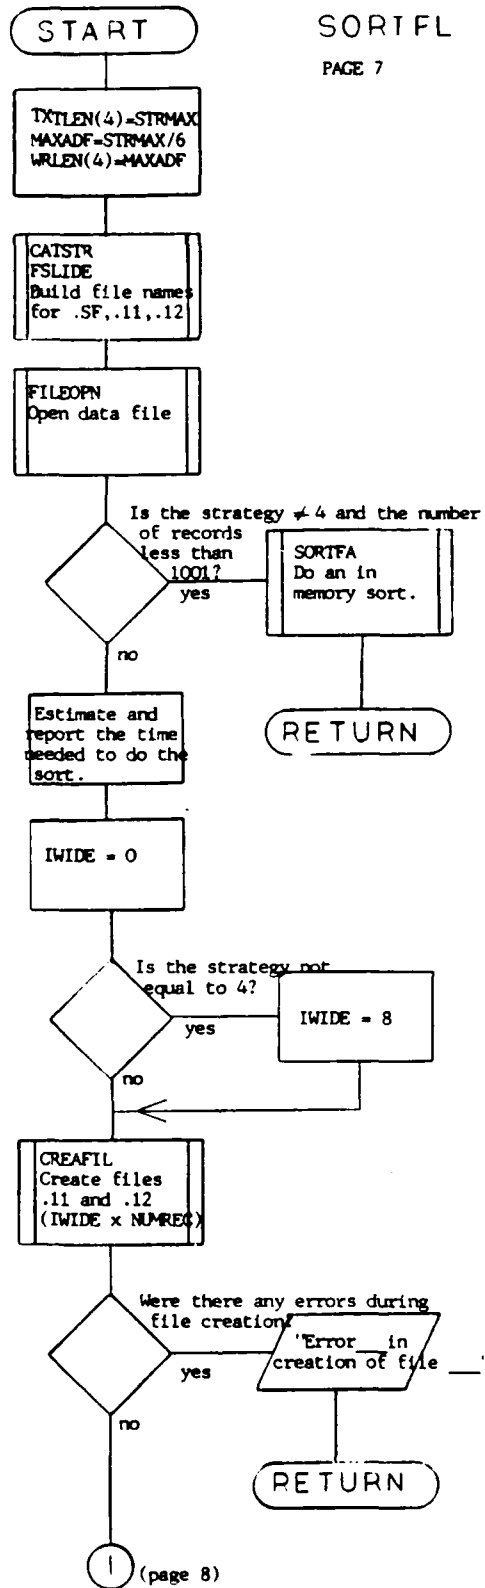 START
SORTFL
PAGE 7
TXTLEN(4)=STRMAX
MAXADF=STRMAX/6
WRLEN(4)=MAXADF
CATSTR
FSLIDE
Build file names
for .SF,.11,.12
FILEOPN
Open data file
Is the strategy ≠ 4 and the number
of records
less than
1001?
yes
SORTFA
Do an in
memory sort.
no
RETURN
Estimate and
report the time
needed to do the
sort.
IWIDE = 0
Is the strategy not
equal to 4?
yes
IWIDE = 8
no
CREAFIL
Create files
.11 and .12
(IWIDE x NUMREC)
Were there any errors during
file creation?
yes
"Error___in
creation of file ___"
no
RETURN
1 (page 8)